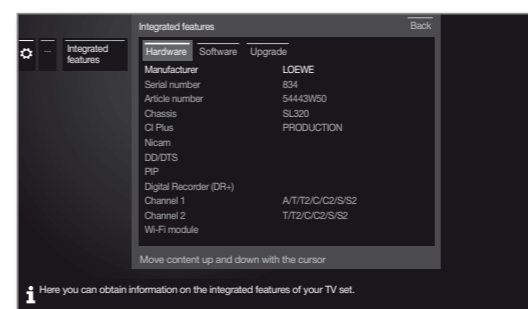 Integrated features Back
Integrated
features
Hardware Software Upgrade
Manufacturer LOEWE
Serial number 834
Article number 54443W50
Chassis SL320
CI Plus PRODUCTION
Nicam
DD/DTS
PIP
Digital Recorder (DR+)
Channel 1 A/T/T2/C/C2/S/S2
Channel 2 T/T2/C/C2/S/S2
Wi-Fi module
Move content up and down with the cursor
Here you can obtain information on the integrated features of your TV set.